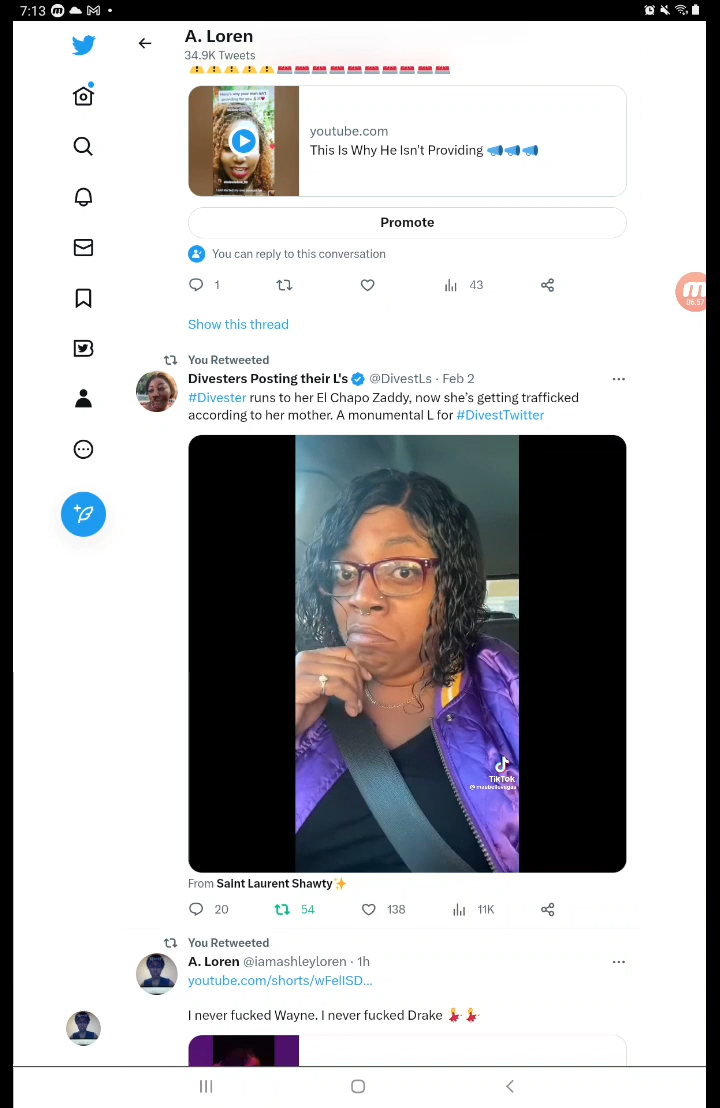 7:13
A. Loren
34.9K Tweets
youtube.com
This Is Why He Isn't Providing 📣📣📣
Promote
You can reply to this conversation
1 43
06:57
Show this thread
You Retweeted
Divesters Posting their L's @DivestLs · Feb 2
#Divester runs to her El Chapo Zaddy, now she's getting trafficked
according to her mother. A monumental L for #DivestTwitter
TikTok
From Saint Laurent Shawty✨
20 54 138 11K
You Retweeted
A. Loren @iamashleyloren · 1h
youtube.com/shorts/wFelISD...
I never fucked Wayne. I never fucked Drake 💃 💃